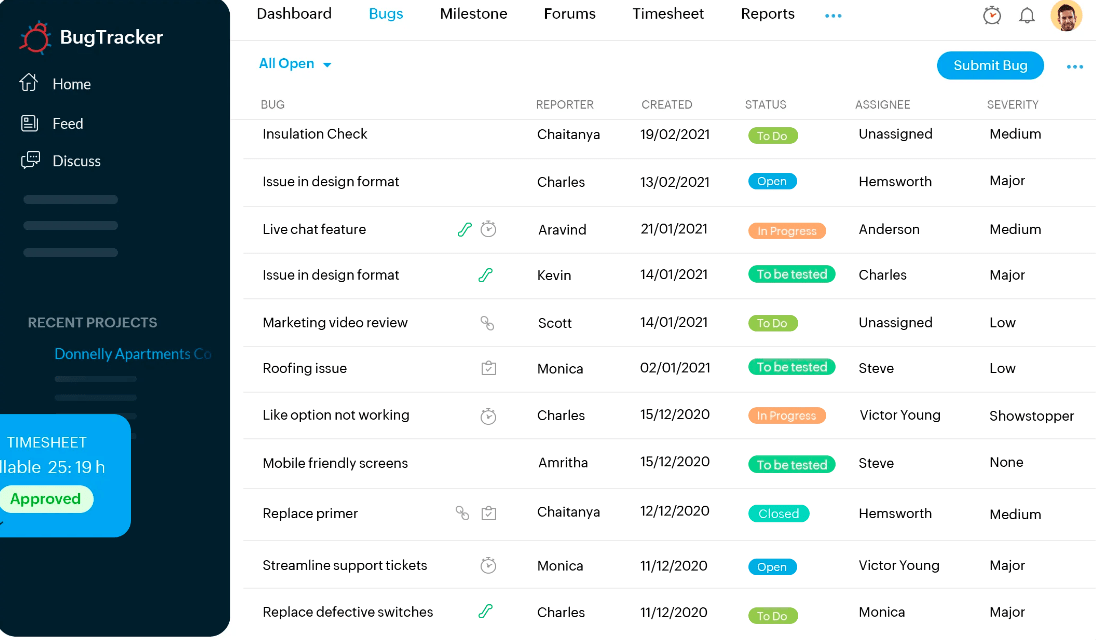 BugTracker
Home
Feed
Discuss
RECENT PROJECTS
Donnelly Apartments Co
TIMESHEET
llable 25: 19 h
Approved
Dashboard Bugs Milestone Forums Timesheet Reports
All Open Submit Bug
BUG REPORTER CREATED STATUS ASSIGNEE SEVERITY
Insulation Check Chaitanya 19/02/2021 To Do Unassigned Medium
Issue in design format Charles 13/02/2021 Open Hemsworth Major
Live chat feature Aravind 21/01/2021 In Progress Anderson Medium
Issue in design format Kevin 14/01/2021 To be tested Charles Major
Marketing video review Scott 14/01/2021 To Do Unassigned Low
Roofing issue Monica 02/01/2021 To be tested Steve Low
Like option not working Charles 15/12/2020 In Progress Victor Young Showstopper
Mobile friendly screens Amritha 15/12/2020 To be tested Steve None
Replace primer Chaitanya 12/12/2020 Closed Hemsworth Medium
Streamline support tickets Monica 11/12/2020 Open Victor Young Major
Replace defective switches Charles 11/12/2020 To Do Monica Major